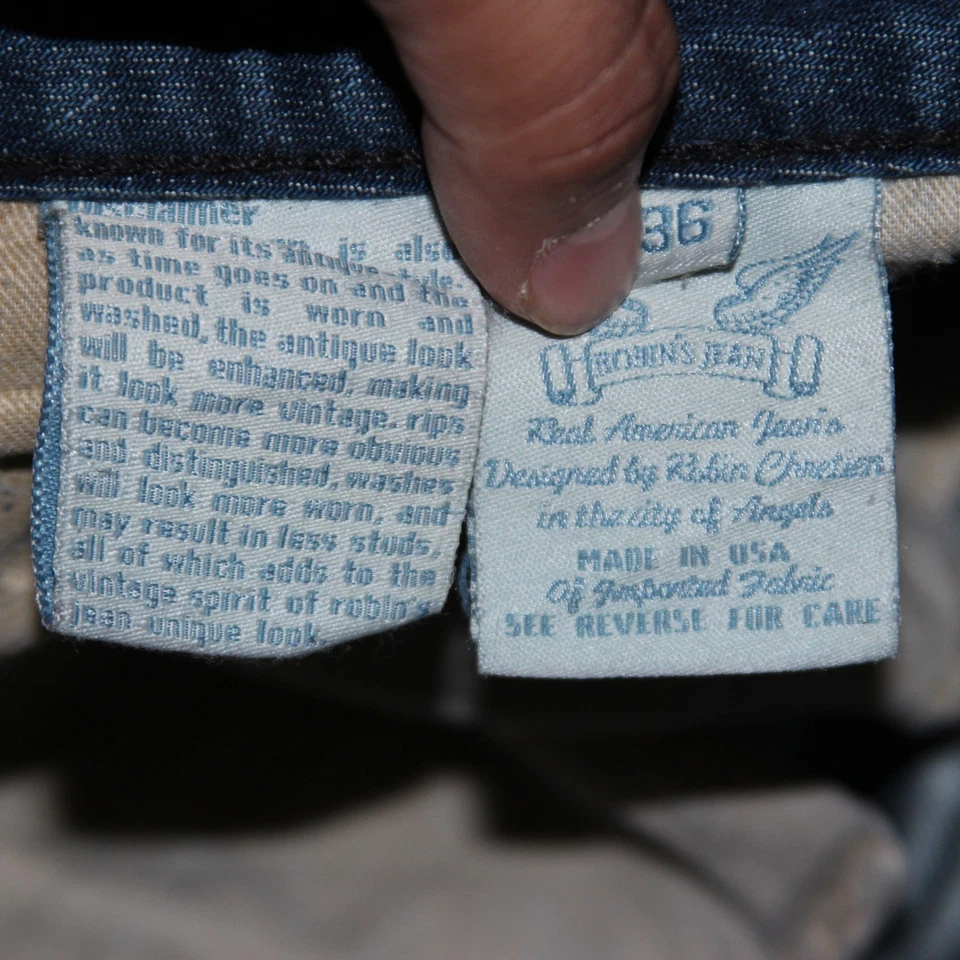 Disclaimer
known for its unique style.
is also
as time goes on and the
product is worn and
washed, the antique look
will be enhanced, making
it look more vintage. rips
can become more obvious
and distinguished, washes
will look more worn, and
may result in less studs,
all of which adds to the
vintage spirit of robin's
jean unique look.
36
ROBIN'S JEAN
Real American Jeans
Designed by Robin Chretien
in the city of Angels
MADE IN USA
Of Imported Fabric
SEE REVERSE FOR CARE